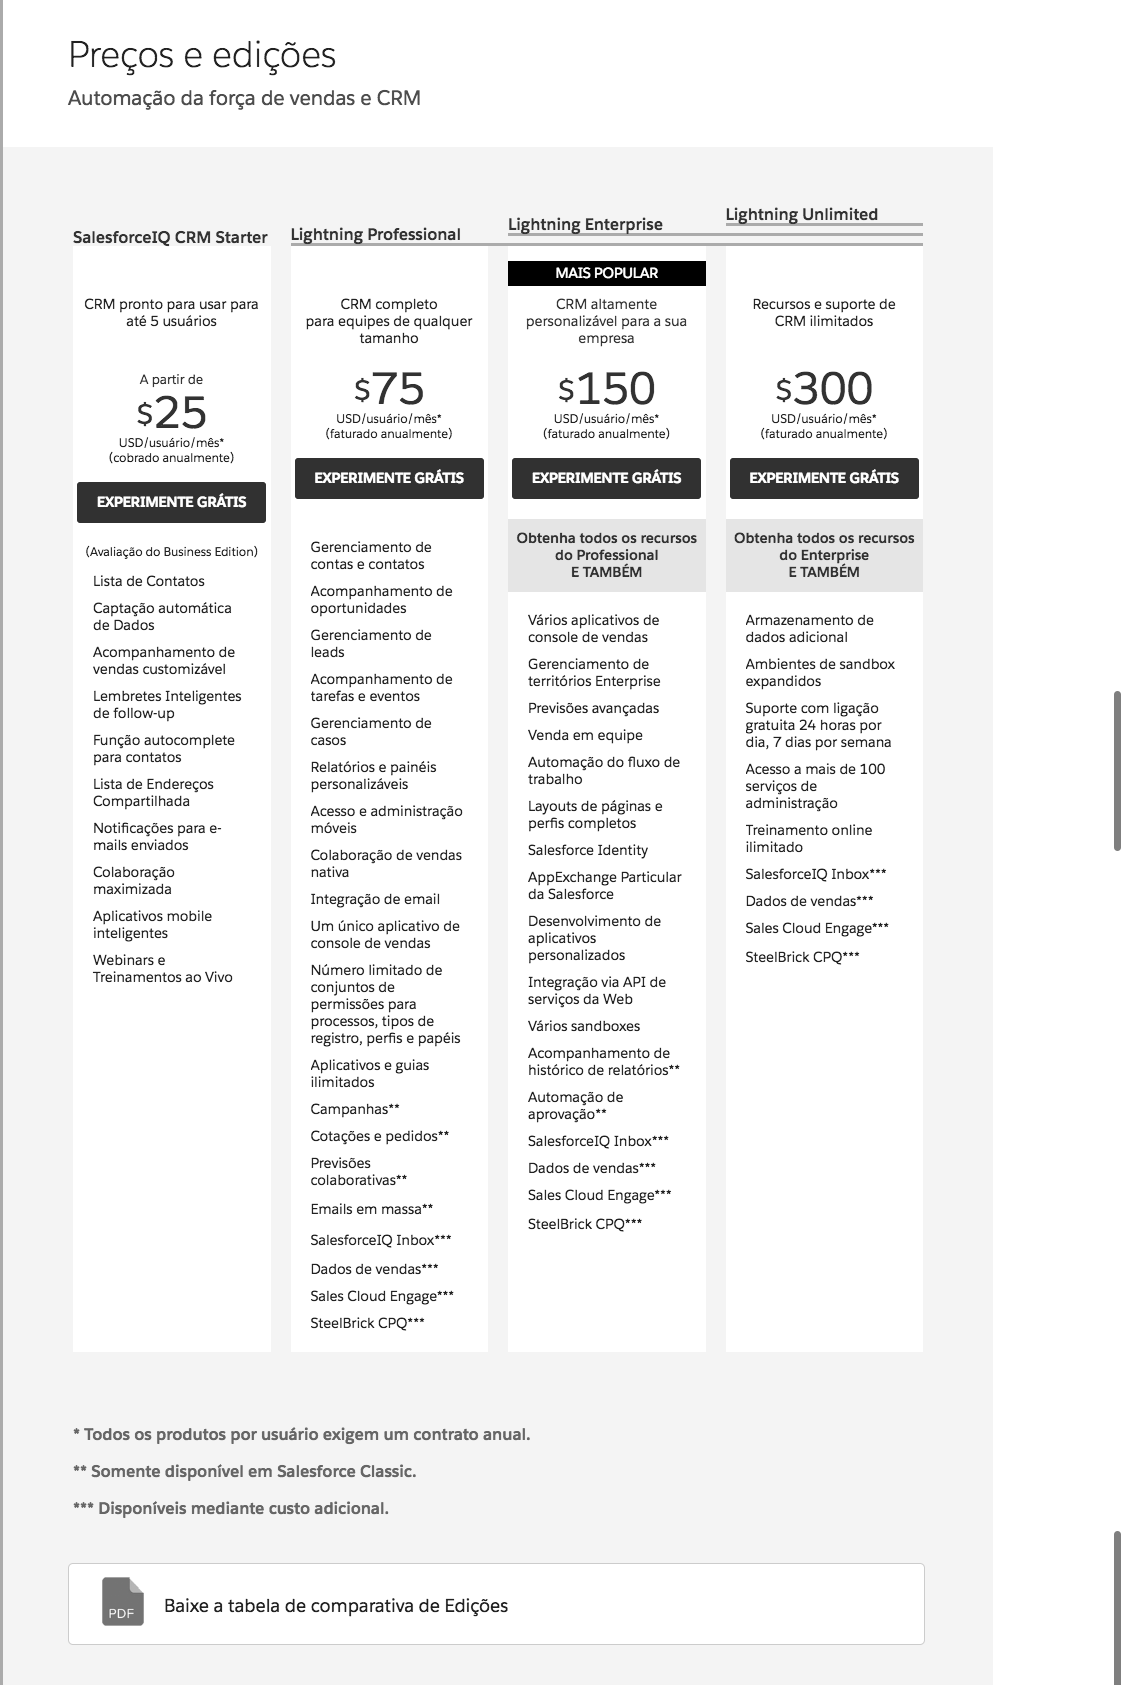 Preços e edições
Automação da força de vendas e CRM
SalesforceIQ CRM Starter
CRM pronto para usar para
até 5 usuários
A partir de
$25
USD/usuário/mês*
(cobrado anualmente)
EXPERIMENTE GRÁTIS
(Avaliação do Business Edition)
Lista de Contatos
Captação automática
de Dados
Acompanhamento de
vendas customizável
Lembretes Inteligentes
de follow-up
Função autocomplete
para contatos
Lista de Endereços
Compartilhada
Notificações para e-
mails enviados
Colaboração
maximizada
Aplicativos mobile
inteligentes
Webinars e
Treinamentos ao Vivo
Lightning Professional
CRM completo
para equipes de qualquer
tamanho
$75
USD/usuário/mês*
(faturado anualmente)
EXPERIMENTE GRÁTIS
Gerenciamento de
contas e contatos
Acompanhamento de
oportunidades
Gerenciamento de
leads
Acompanhamento de
tarefas e eventos
Gerenciamento de
casos
Relatórios e painéis
personalizáveis
Acesso e administração
móveis
Colaboração de vendas
nativa
Integração de email
Um único aplicativo de
console de vendas
Número limitado de
conjuntos de
permissões para
processos, tipos de
registro, perfis e papéis
Aplicativos e guias
ilimitados
Campanhas**
Cotações e pedidos**
Previsões
colaborativas**
Emails em massa**
SalesforceIQ Inbox***
Dados de vendas***
Sales Cloud Engage***
SteelBrick CPQ***
Lightning Enterprise
MAIS POPULAR
CRM altamente
personalizável para a sua
empresa
$150
USD/usuário/mês*
(faturado anualmente)
EXPERIMENTE GRÁTIS
Obtenha todos os recursos
do Professional
E TAMBÉM
Vários aplicativos de
console de vendas
Gerenciamento de
territórios Enterprise
Previsões avançadas
Venda em equipe
Automação do fluxo de
trabalho
Layouts de páginas e
perfis completos
Salesforce Identity
AppExchange Particular
da Salesforce
Desenvolvimento de
aplicativos
personalizados
Integração via API de
serviços da Web
Vários sandboxes
Acompanhamento de
histórico de relatórios**
Automação de
aprovação**
SalesforceIQ Inbox***
Dados de vendas***
Sales Cloud Engage***
SteelBrick CPQ***
Lightning Unlimited
Recursos e suporte de
CRM ilimitados
$300
USD/usuário/mês*
(faturado anualmente)
EXPERIMENTE GRÁTIS
Obtenha todos os recursos
do Enterprise
E TAMBÉM
Armazenamento de
dados adicional
Ambientes de sandbox
expandidos
Suporte com ligação
gratuita 24 horas por
dia, 7 dias por semana
Acesso a mais de 100
serviços de
administração
Treinamento online
ilimitado
SalesforceIQ Inbox***
Dados de vendas***
Sales Cloud Engage***
SteelBrick CPQ***
* Todos os produtos por usuário exigem um contrato anual.
** Somente disponível em Salesforce Classic.
*** Disponíveis mediante custo adicional.
PDF
Baixe a tabela de comparativa de Edições